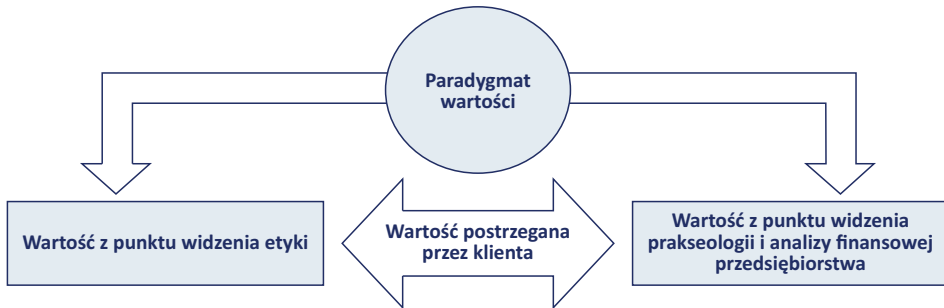 Paradygmat
wartości
Wartość z punktu widzenia etyki
Wartość postrzegana
przez klienta
Wartość z punktu widzenia
prakseologii i analizy finansowej
przedsiębiorstwa